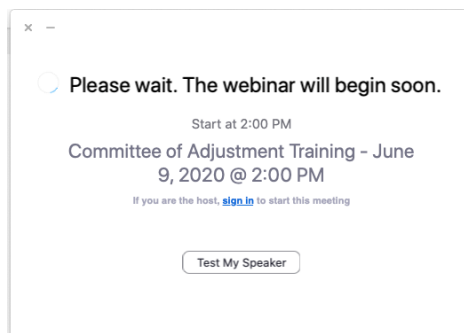 Please wait. The webinar will begin soon.
Start at 2:00 PM
Committee of Adjustment Training - June
9, 2020 @ 2:00 PM
If you are the host, sign in to start this meeting
Test My Speaker